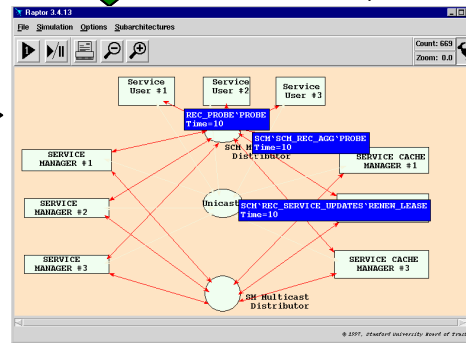 Raptor 3.4.13
File Simulation Options Subarchitectures
Count: 669
Zoom: 0.0
Service
User #1
Service
User #2
Service
User #3
REC_PROBE`PROBE
Time=10
SCM`SCM_REC_AGG`PROBE
Time=10
SCM M
Distributor
SERVICE
MANAGER #1
SERVICE CACHE
MANAGER #1
SERVICE
MANAGER #2
Unicast
SCM`REC_SERVICE_UPDATES`RENEW_LEASE
Time=10
SERVICE
MANAGER #3
SERVICE CACHE
MANAGER #3
SM Multicast
Distributor
© 1997, Stanford University Board of